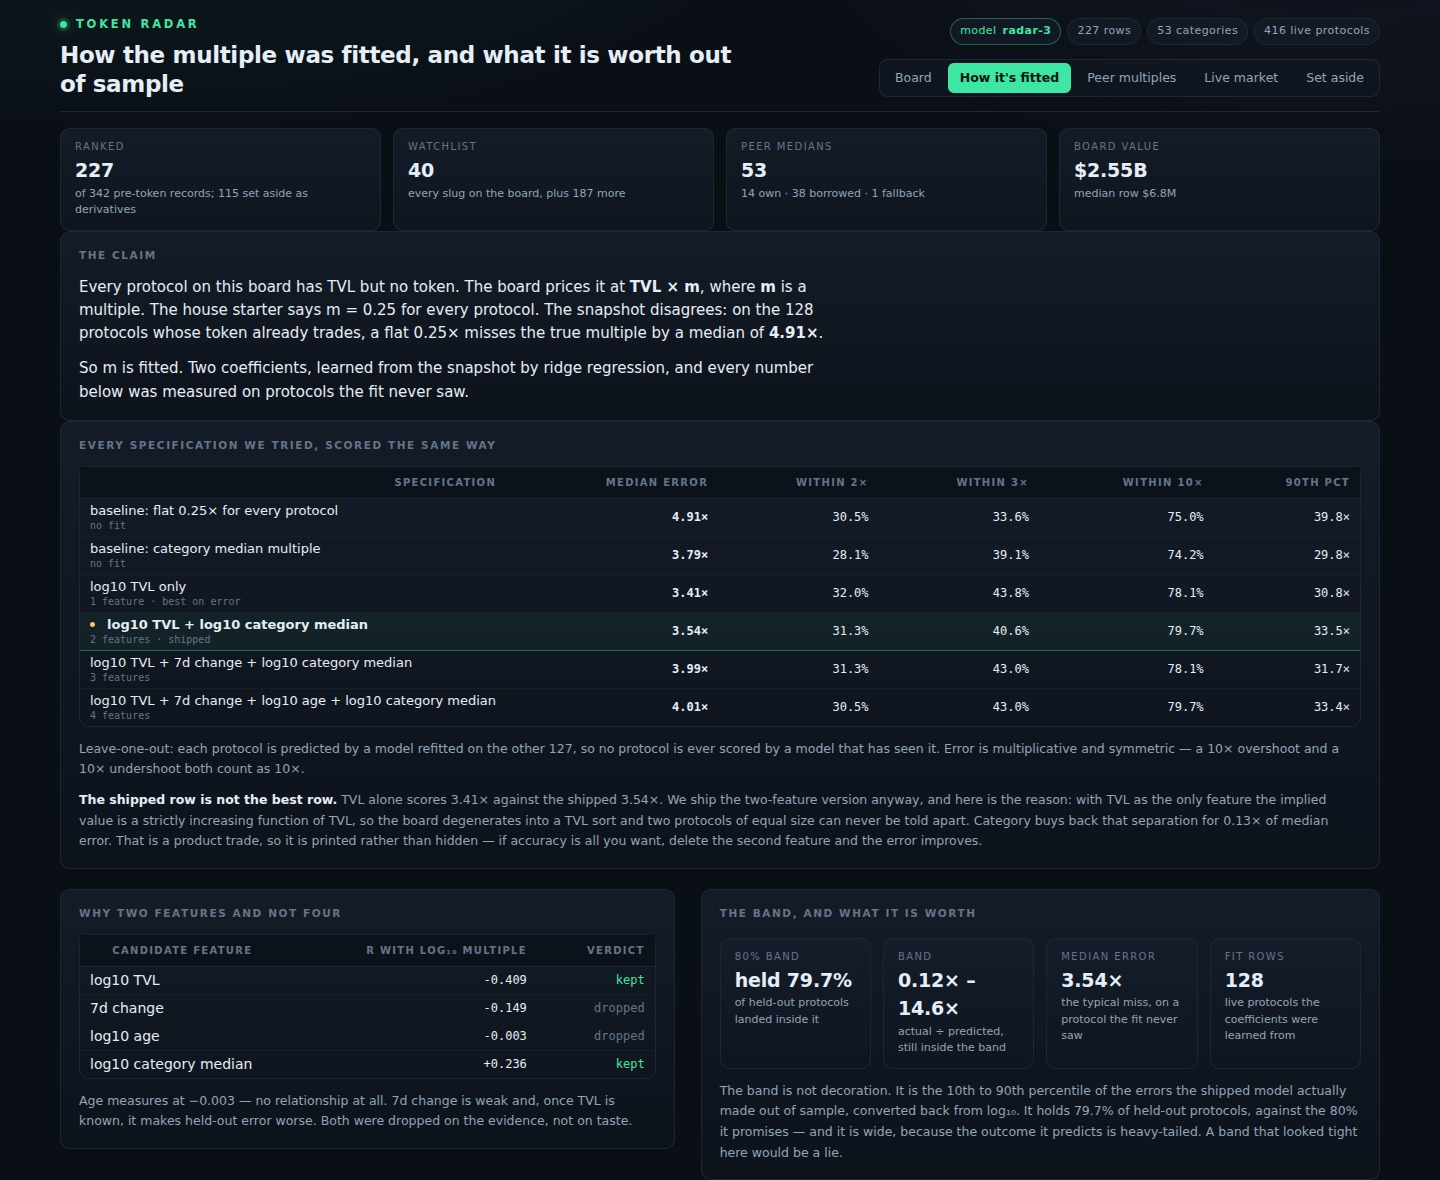 TOKEN RADAR
How the multiple was fitted, and what it is worth out
of sample
model radar-3
227 rows
53 categories
416 live protocols
Board
How it's fitted
Peer multiples
Live market
Set aside
RANKED
227
of 342 pre-token records; 115 set aside as
derivatives
WATCHLIST
40
every slug on the board, plus 187 more
PEER MEDIANS
53
14 own · 38 borrowed · 1 fallback
BOARD VALUE
$2.55B
median row $6.8M
THE CLAIM
Every protocol on this board has TVL but no token. The board prices it at TVL × m, where m is a
multiple. The house starter says m = 0.25 for every protocol. The snapshot disagrees: on the 128
protocols whose token already trades, a flat 0.25× misses the true multiple by a median of 4.91×.
So m is fitted. Two coefficients, learned from the snapshot by ridge regression, and every number
below was measured on protocols the fit never saw.
EVERY SPECIFICATION WE TRIED, SCORED THE SAME WAY
SPECIFICATION MEDIAN ERROR WITHIN 2× WITHIN 3× WITHIN 10× 90TH PCT
baseline: flat 0.25× for every protocol 4.91× 30.5% 33.6% 75.0% 39.8×
no fit
baseline: category median multiple 3.79× 28.1% 39.1% 74.2% 29.8×
no fit
log10 TVL only 3.41× 32.0% 43.8% 78.1% 30.8×
1 feature · best on error
log10 TVL + log10 category median 3.54× 31.3% 40.6% 79.7% 33.5×
2 features · shipped
log10 TVL + 7d change + log10 category median 3.99× 31.3% 43.0% 78.1% 31.7×
3 features
log10 TVL + 7d change + log10 age + log10 category median 4.01× 30.5% 43.0% 79.7% 33.4×
4 features
Leave-one-out: each protocol is predicted by a model refitted on the other 127, so no protocol is ever scored by a model that has seen it. Error is multiplicative and symmetric — a 10× overshoot and a
10× undershoot both count as 10×.
The shipped row is not the best row. TVL alone scores 3.41× against the shipped 3.54×. We ship the two-feature version anyway, and here is the reason: with TVL as the only feature the implied
value is a strictly increasing function of TVL, so the board degenerates into a TVL sort and two protocols of equal size can never be told apart. Category buys back that separation for 0.13× of median
error. That is a product trade, so it is printed rather than hidden — if accuracy is all you want, delete the second feature and the error improves.
WHY TWO FEATURES AND NOT FOUR
CANDIDATE FEATURE R WITH LOG₁₀ MULTIPLE VERDICT
log10 TVL -0.409 kept
7d change -0.149 dropped
log10 age -0.003 dropped
log10 category median +0.236 kept
Age measures at −0.003 — no relationship at all. 7d change is weak and, once TVL is
known, it makes held-out error worse. Both were dropped on the evidence, not on taste.
THE BAND, AND WHAT IT IS WORTH
80% BAND
held 79.7%
of held-out protocols
landed inside it
BAND
0.12× –
14.6×
actual ÷ predicted,
still inside the band
MEDIAN ERROR
3.54×
the typical miss, on a
protocol the fit never
saw
FIT ROWS
128
live protocols the
coefficients were
learned from
The band is not decoration. It is the 10th to 90th percentile of the errors the shipped model actually
made out of sample, converted back from log₁₀. It holds 79.7% of held-out protocols, against the 80%
it promises — and it is wide, because the outcome it predicts is heavy-tailed. A band that looked tight
here would be a lie.